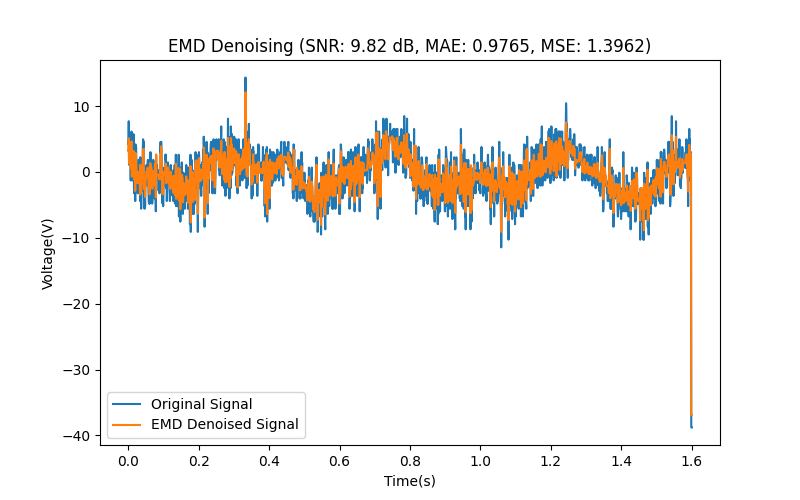 EMD Denoising (SNR: 9.82 dB, MAE: 0.9765, MSE: 1.3962)
10
0
−10
−20
−30
−40
Voltage(V)
Original Signal
EMD Denoised Signal
0.0 0.2 0.4 0.6 0.8 1.0 1.2 1.4 1.6
Time(s)